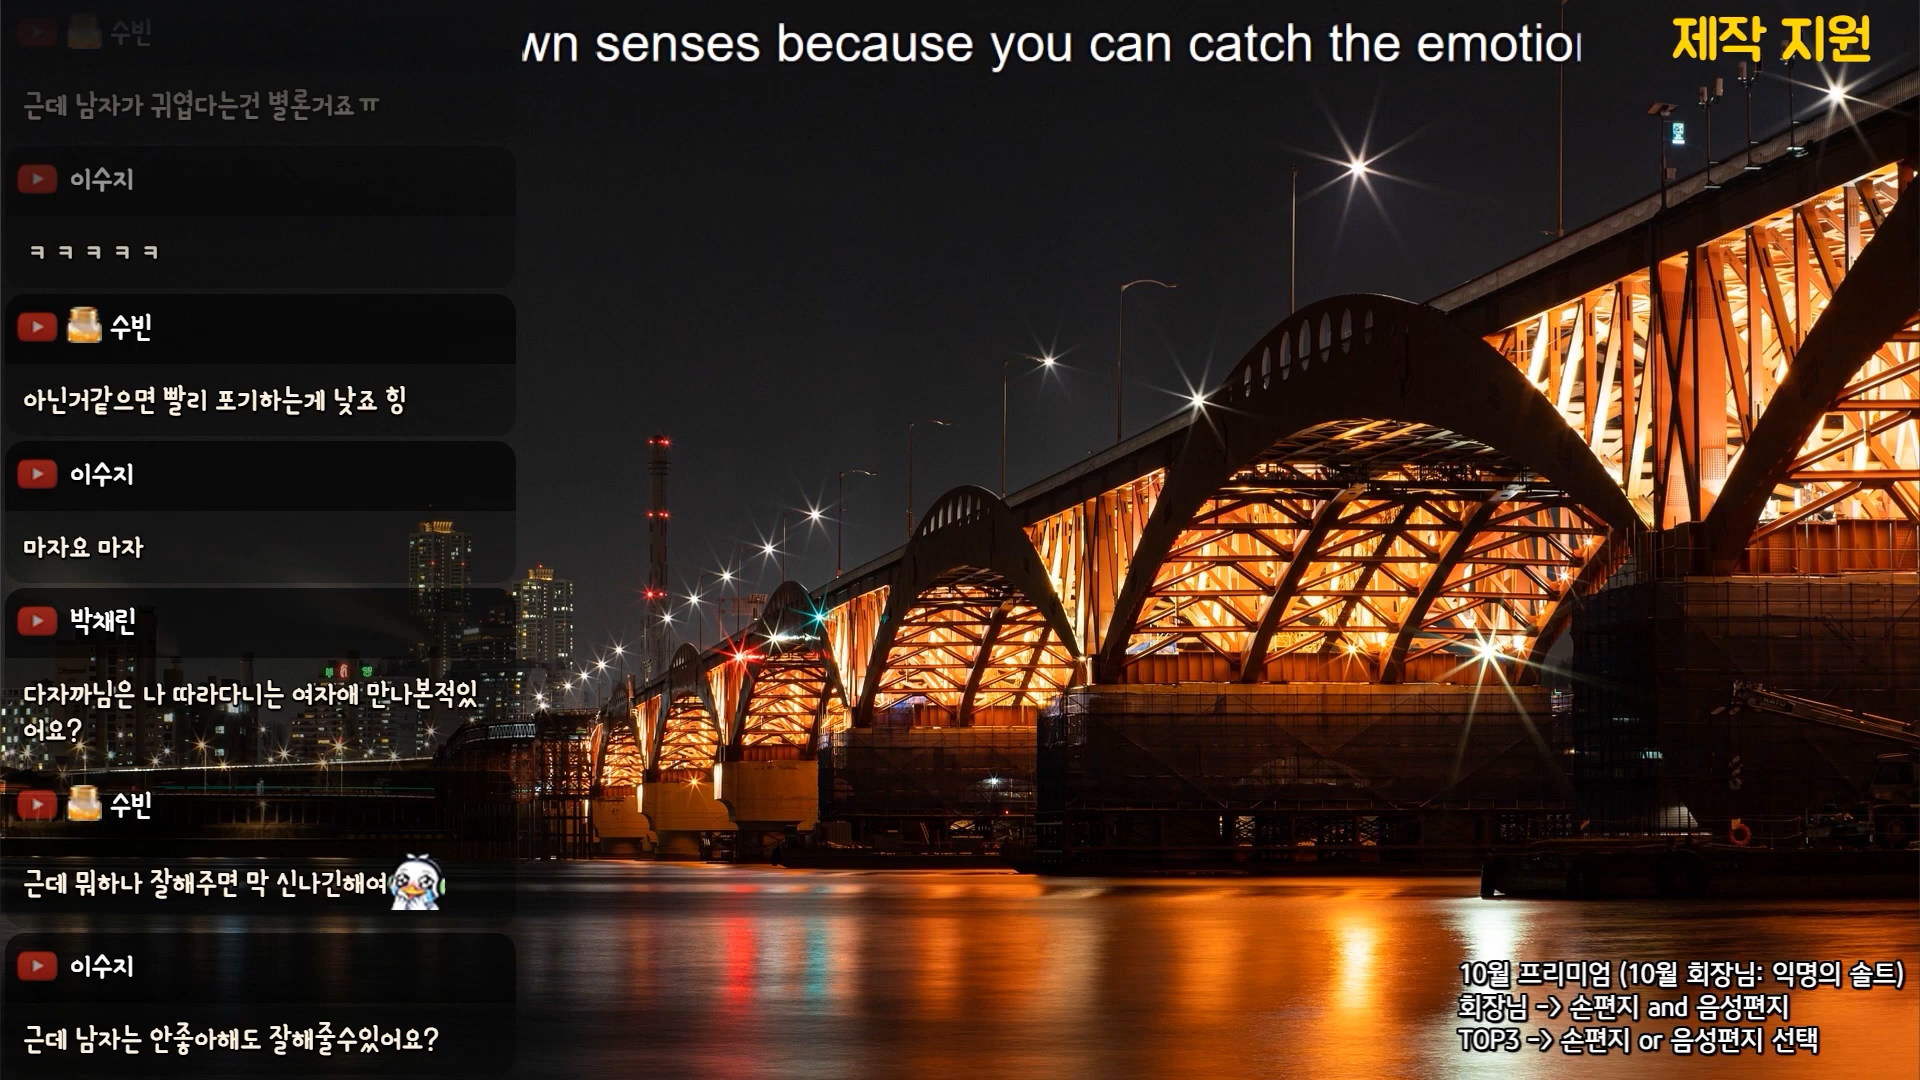 수빈
근데 남자가 귀엽다는건 별론거죠ㅠ
이수지
ㅋㅋㅋㅋㅋ
수빈
아닌거같으면 빨리 포기하는게 낮죠 힝
이수지
마자요 마자
박채린
다자까님은 나 따라다니는 여자애 만나본적있
어요?
수빈
근데 뭐하나 잘해주면 막 신나긴해여
이수지
근데 남자는 안좋아해도 잘해줄수있어요?
wn senses because you can catch the emotion
제작 지원
10월 프리미엄 (10월 회장님: 익명의 솔트)
회장님 -> 손편지 and 음성편지
TOP3 -> 손편지 or 음성편지 선택